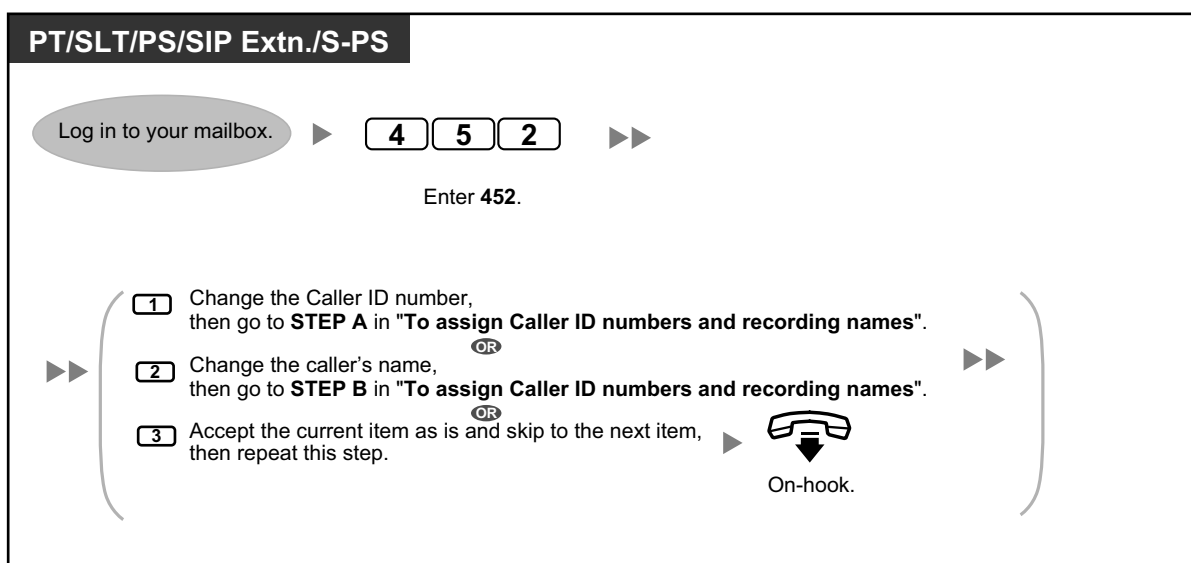 PT/SLT/PS/SIP Extn./S-PS
Log in to your mailbox.
4 5 2
Enter 452.
1 Change the Caller ID number,
then go to STEP A in "To assign Caller ID numbers and recording names".
OR
2 Change the caller's name,
then go to STEP B in "To assign Caller ID numbers and recording names".
OR
3 Accept the current item as is and skip to the next item,
then repeat this step.
On-hook.